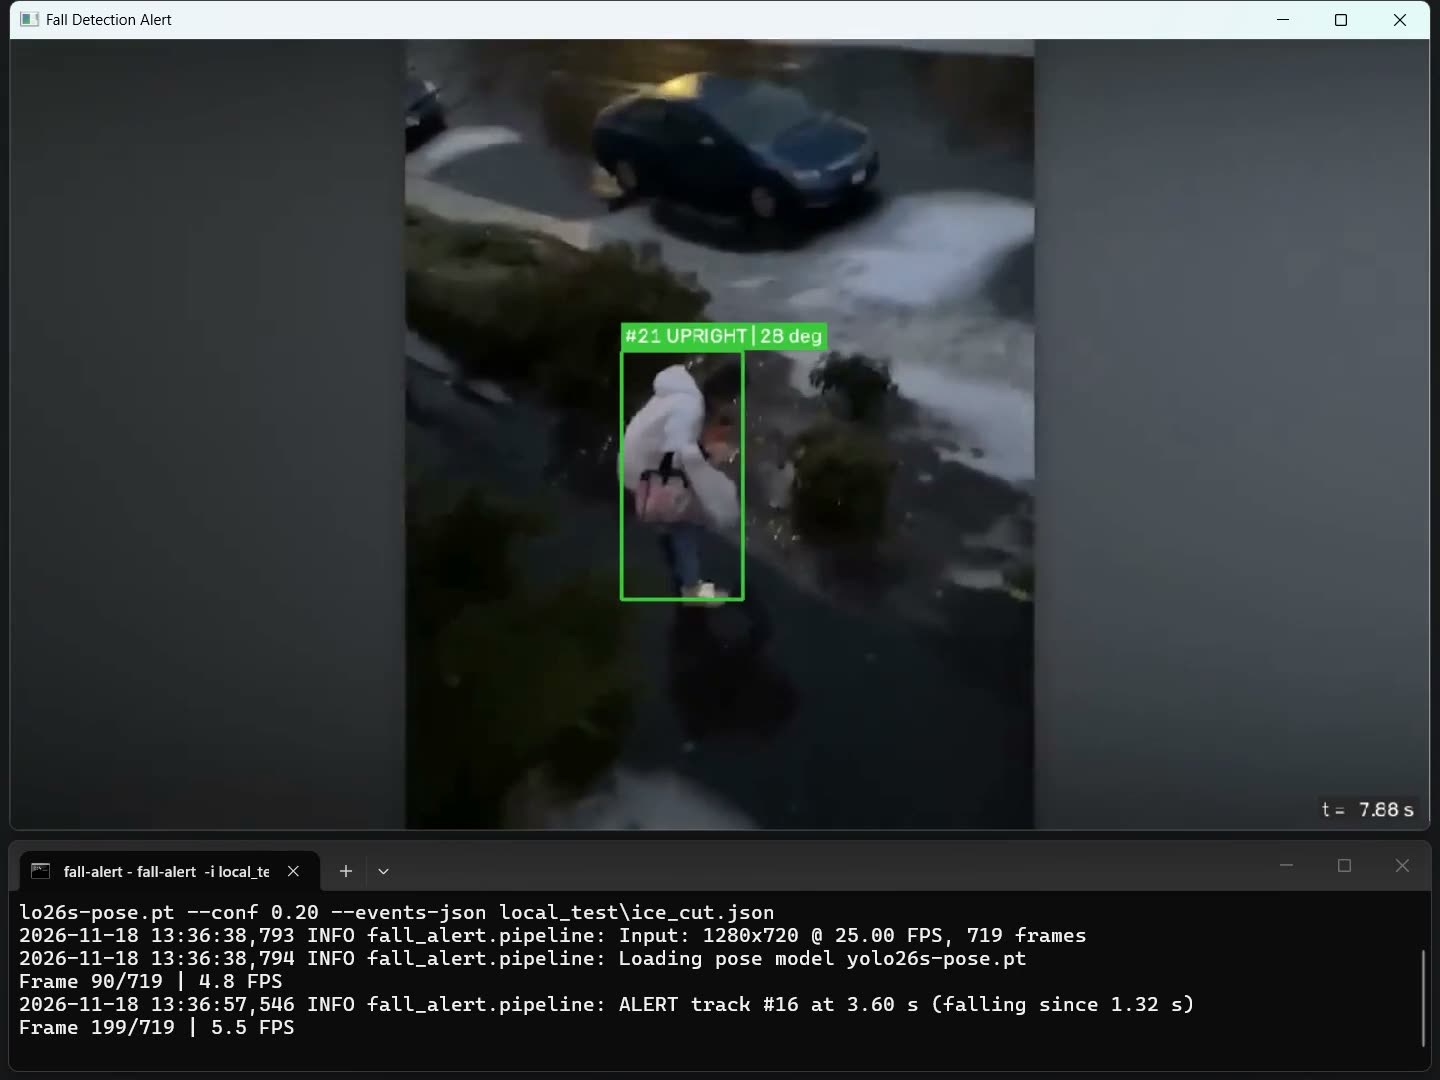 Fall Detection Alert
#21 UPRIGHT | 28 deg
t = 7.88 s
fall-alert - fall-alert -i local_te
lo26s-pose.pt --conf 0.20 --events-json local_test\ice_cut.json
2026-11-18 13:36:38,793 INFO fall_alert.pipeline: Input: 1280x720 @ 25.00 FPS, 719 frames
2026-11-18 13:36:38,794 INFO fall_alert.pipeline: Loading pose model yolo26s-pose.pt
Frame 90/719 | 4.8 FPS
2026-11-18 13:36:57,546 INFO fall_alert.pipeline: ALERT track #16 at 3.60 s (falling since 1.32 s)
Frame 199/719 | 5.5 FPS